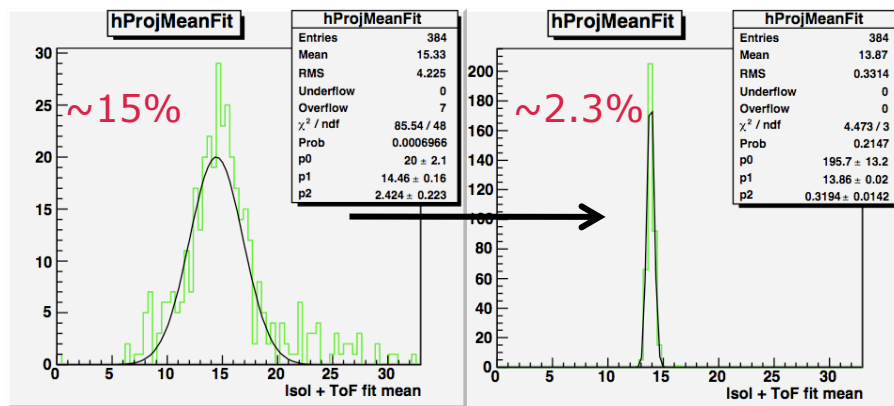 hProjMeanFit
hProjMeanFit
Entries 384
Mean 15.33
RMS 4.225
Underflow 0
Overflow 7
χ² / ndf 85.54 / 48
Prob 0.0006966
p0 20 ± 2.1
p1 14.46 ± 0.16
p2 2.424 ± 0.223
~15%
30
25
20
15
10
5
0
0 5 10 15 20 25 30
Isol + ToF fit mean
hProjMeanFit
hProjMeanFit
Entries 384
Mean 13.87
RMS 0.3314
Underflow 0
Overflow 0
χ² / ndf 4.473 / 3
Prob 0.2147
p0 195.7 ± 13.2
p1 13.86 ± 0.02
p2 0.3194 ± 0.0142
~2.3%
200
180
160
140
120
100
80
60
40
20
0
0 5 10 15 20 25 30
Isol + ToF fit mean